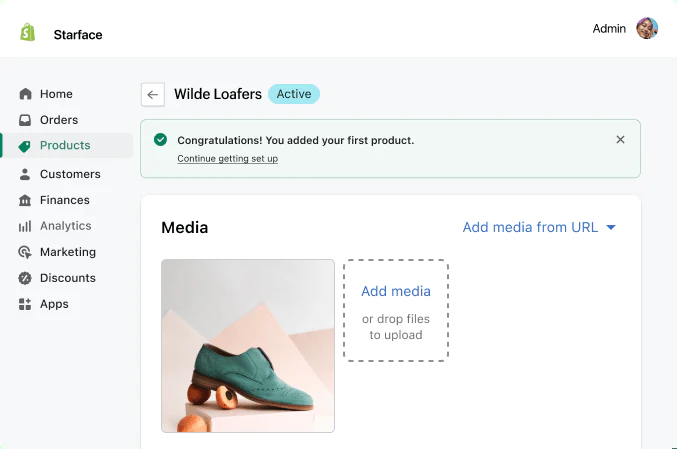 Starface
Admin
Home
Orders
Products
Customers
Finances
Analytics
Marketing
Discounts
Apps
Wilde Loafers
Active
Congratulations! You added your first product.
Continue getting set up
Media
Add media from URL
Add media
or drop files
to upload